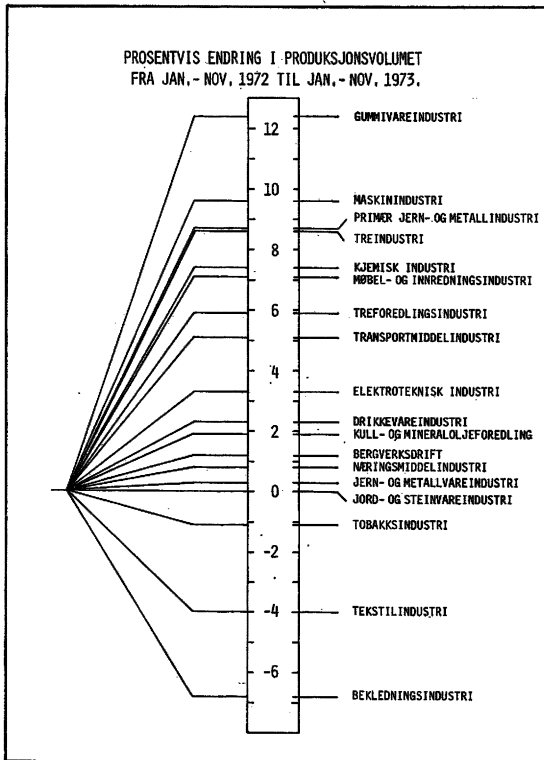 PROSENTVIS ENDRING I PRODUKSJONSVOLUMET
FRA JAN.- NOV. 1972 TIL JAN.- NOV. 1973.
12
GUMMIVAREINDUSTRI
10
MASKININDUSTRI
PRIMÆR JERN- OG METALLINDUSTRI
8
TREINDUSTRI
KJEMISK INDUSTRI
MØBEL- OG INNREDNINGSINDUSTRI
6
TREFOREDLINGSINDUSTRI
TRANSPORTMIDDELINDUSTRI
4
ELEKTROTEKNISK INDUSTRI
DRIKKEVAREINDUSTRI
2
KULL- OG MINERALOLJEFOREDLING
BERGVERKSDRIFT
NÆRINGSMIDDELINDUSTRI
JERN- OG METALLVAREINDUSTRI
0
JORD- OG STEINVAREINDUSTRI
TOBAKKSINDUSTRI
-2
-4
TEKSTILINDUSTRI
-6
BEKLEDNINGSINDUSTRI